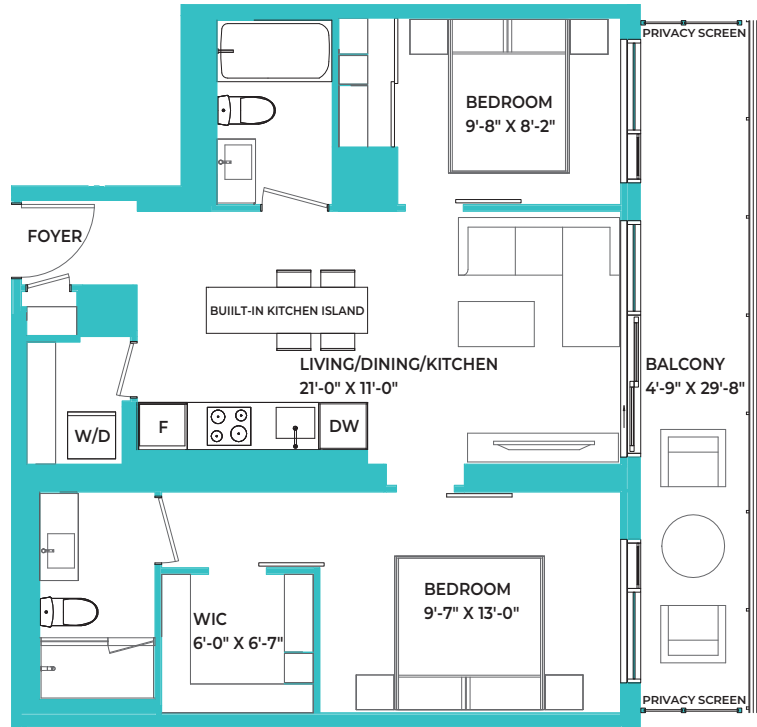 PRIVACY SCREEN
BEDROOM
9'-8" X 8'-2"
FOYER
BUIILT-IN KITCHEN ISLAND
LIVING/DINING/KITCHEN
21'-0" X 11'-0"
BALCONY
4'-9" X 29'-8"
W/D
F
DW
BEDROOM
9'-7" X 13'-0"
WIC
6'-0" X 6'-7"
PRIVACY SCREEN